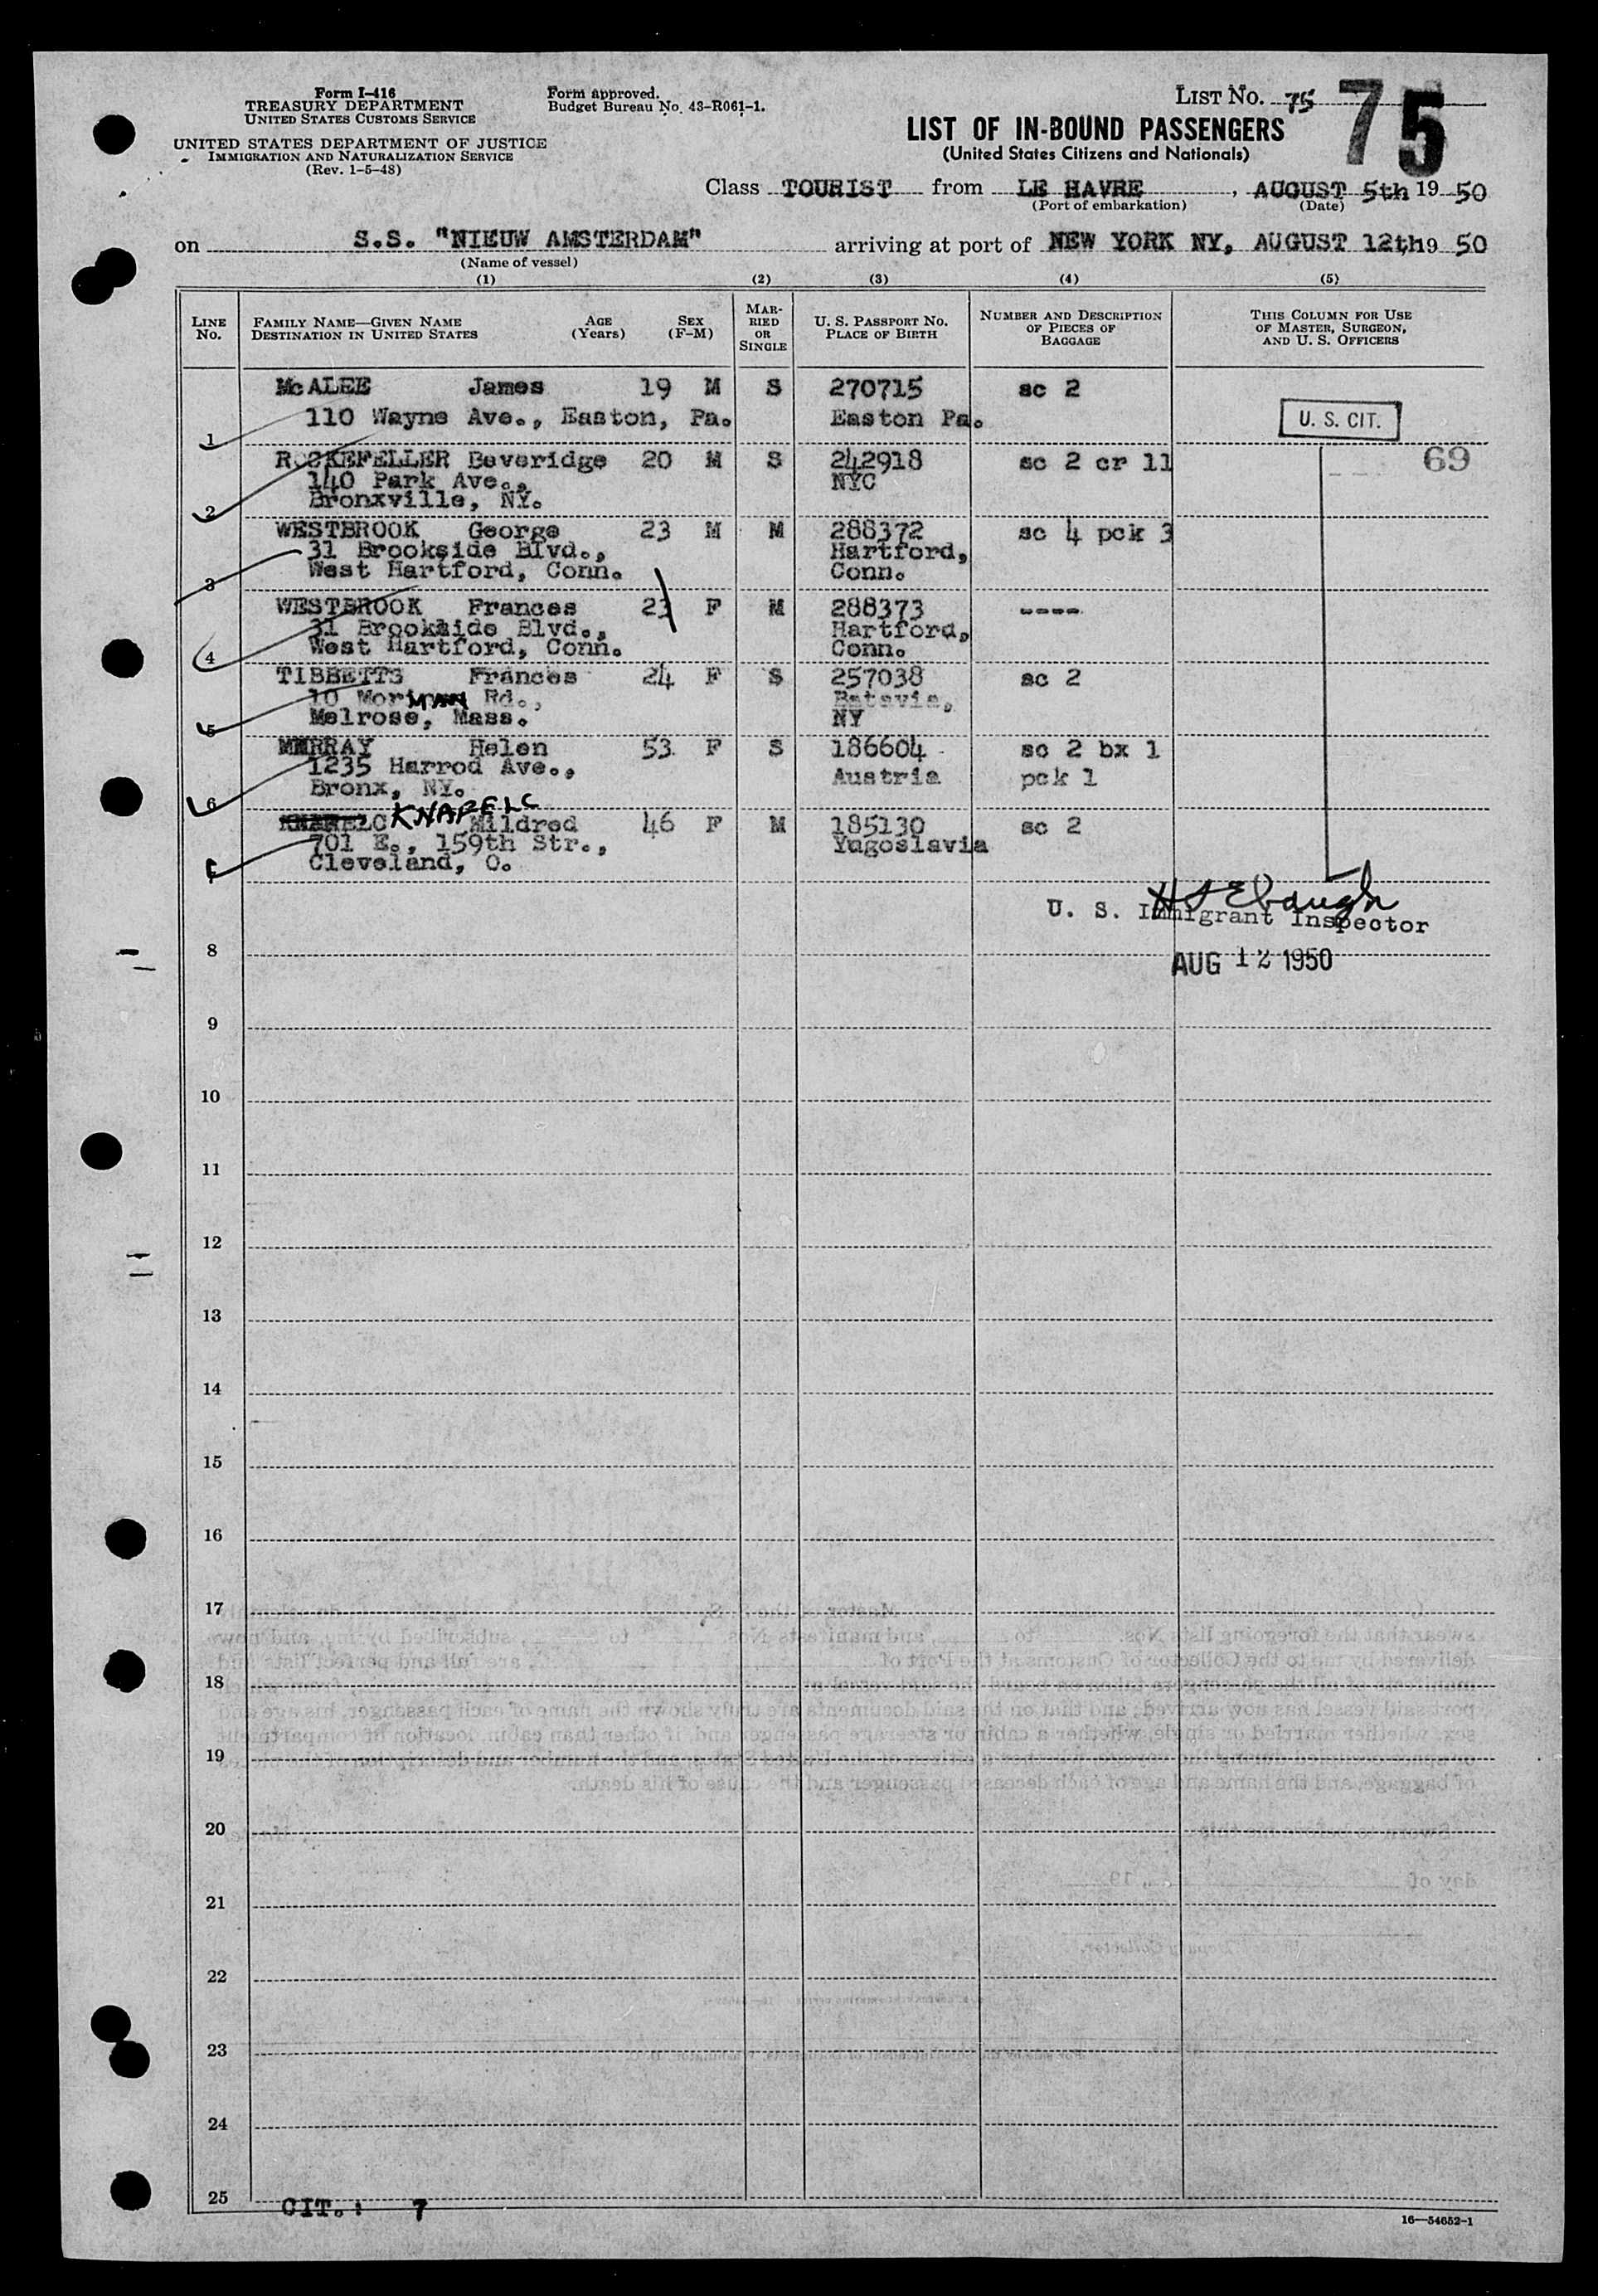 Form I-416
TREASURY DEPARTMENT
UNITED STATES CUSTOMS SERVICE
UNITED STATES DEPARTMENT OF JUSTICE
IMMIGRATION AND NATURALIZATION SERVICE
(Rev. 1-5-48)
Form approved.
Budget Bureau No. 43-R061-1.
LIST NO. 75
75
LIST OF IN-BOUND PASSENGERS
(United States Citizens and Nationals)
Class TOURIST from LE HAVRE, AUGUST 5th 19 50
(Port of embarkation) (Date)
on S.S. "NIEUW AMSTERDAM" arriving at port of NEW YORK NY, AUGUST 12th 9 50
(Name of vessel)
(1) (2) (3) (4) (5)
LINE No. FAMILY NAME—GIVEN NAME DESTINATION IN UNITED STATES AGE (Years) SEX (F-M) MARRIED OR SINGLE U. S. PASSPORT NO. PLACE OF BIRTH NUMBER AND DESCRIPTION OF PIECES OF BAGGAGE THIS COLUMN FOR USE OF MASTER, SURGEON, AND U. S. OFFICERS
McALEE James 19 M S 270715 sc 2
1 110 Wayne Ave., Easton, Pa. Easton Pa. U. S. CIT.
ROCKEFELLER Beveridge 20 M S 242918 sc 2 cr 11 69
140 Park Ave., NYC
2 Bronxville, NY.
WESTBROOK George 23 M M 288372 sc 4 pck 3
31 Brookside Blvd., Hartford,
3 West Hartford, Conn. Conn.
WESTBROOK Frances 23 F M 288373 ----
31 Brookside Blvd., Hartford,
4 West Hartford, Conn. Conn.
TIBBETTS Frances 24 F S 257038 sc 2
10 Rd., Batavia,
5 Melrose, Mass. NY
MURRAY Helen 53 F S 186604 sc 2 bx 1
1235 Harrod Ave., Austria pck 1
6 Bronx, NY.
KNAFELC Mildred 46 F M 185130 sc 2
701 E., 159th Str., Yugoslavia
7 Cleveland, O.
U. S. Immigrant Inspector
8 AUG 12 1950
9
10
11
12
13
14
15
16
17
18
19
20
21
22
23
24
25 CIT.: 7
16—54652-1